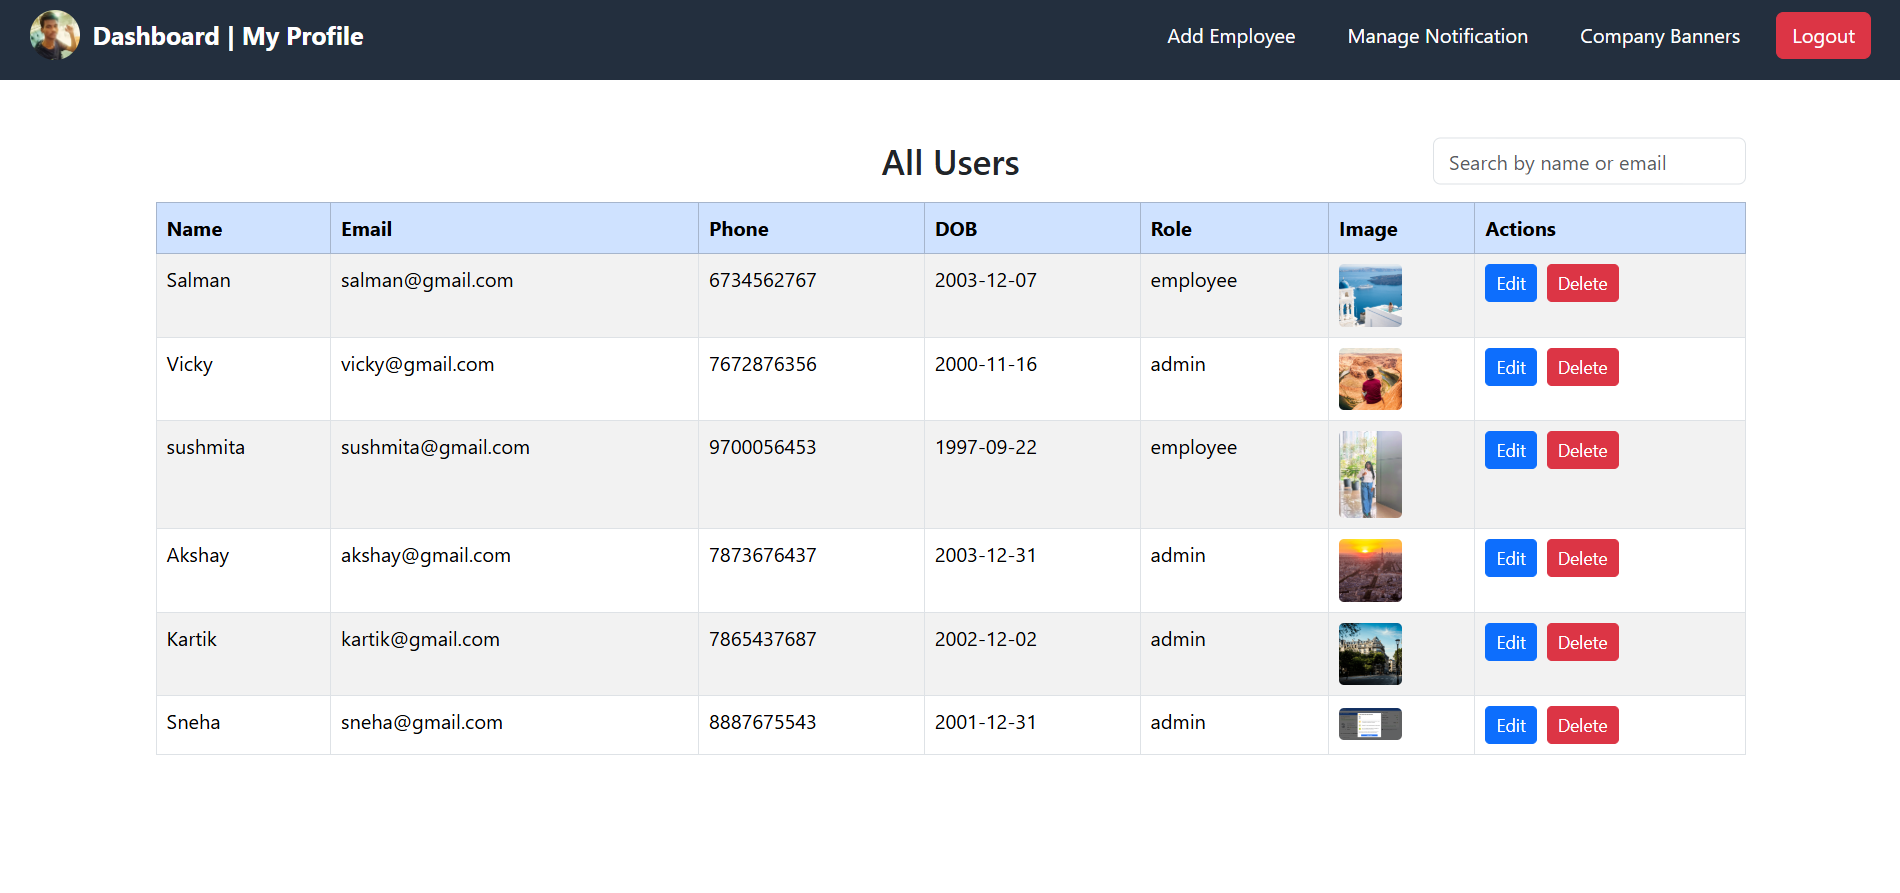 Dashboard | My Profile Add Employee Manage Notification Company Banners Logout
All Users Search by name or email
Name Email Phone DOB Role Image Actions
Salman salman@gmail.com 6734562767 2003-12-07 employee Edit Delete
Vicky vicky@gmail.com 7672876356 2000-11-16 admin Edit Delete
sushmita sushmita@gmail.com 9700056453 1997-09-22 employee Edit Delete
Akshay akshay@gmail.com 7873676437 2003-12-31 admin Edit Delete
Kartik kartik@gmail.com 7865437687 2002-12-02 admin Edit Delete
Sneha sneha@gmail.com 8887675543 2001-12-31 admin Edit Delete